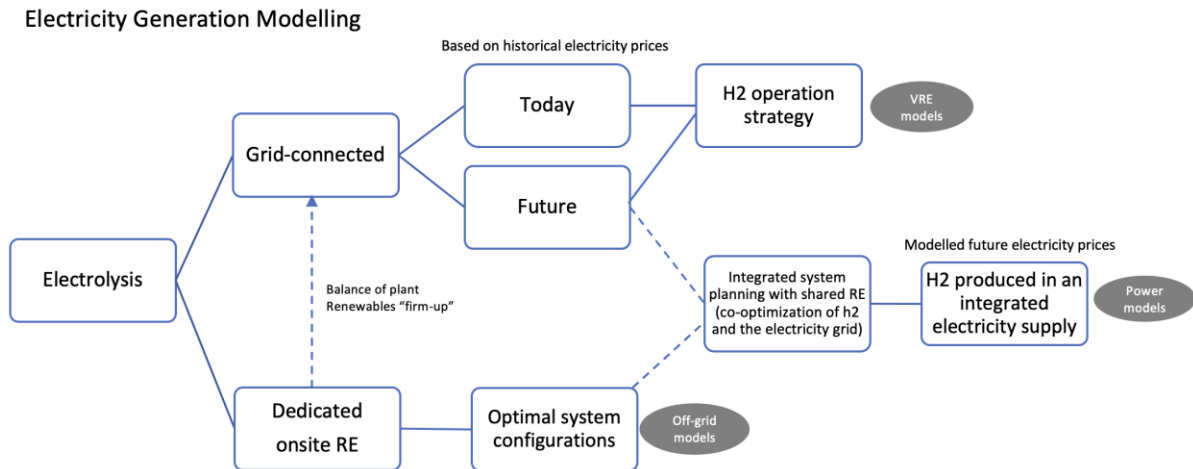 Electricity Generation Modelling
Based on historical electricity prices
Today
H2 operation
strategy
VRE
models
Grid-connected
Future
Electrolysis
Balance of plant
Renewables “firm-up”
Modelled future electricity prices
Integrated system
planning with shared RE
(co-optimization of h2
and the electricity grid)
H2 produced in an
integrated
electricity supply
Power
models
Dedicated
onsite RE
Optimal system
configurations
Off-grid
models